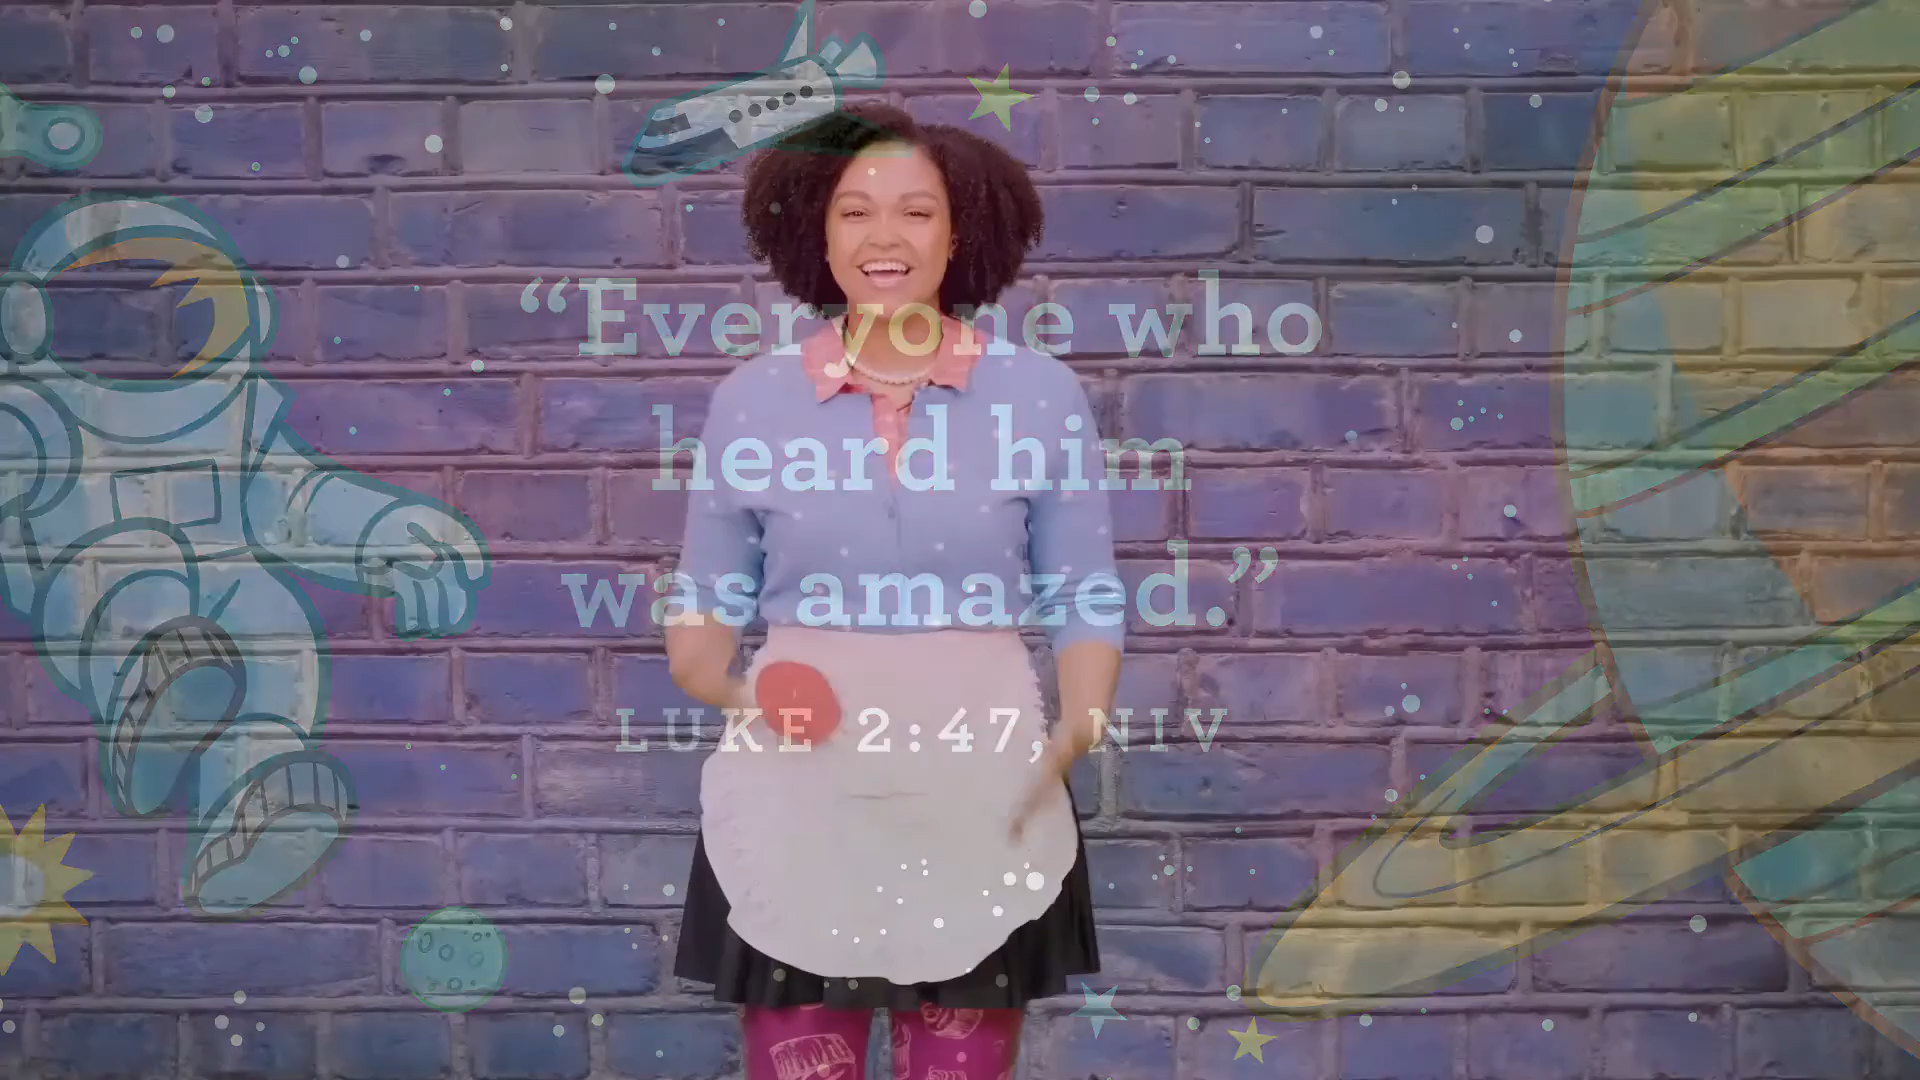 “Everyone who
heard him
was amazed.”
LUKE 2:47, NIV